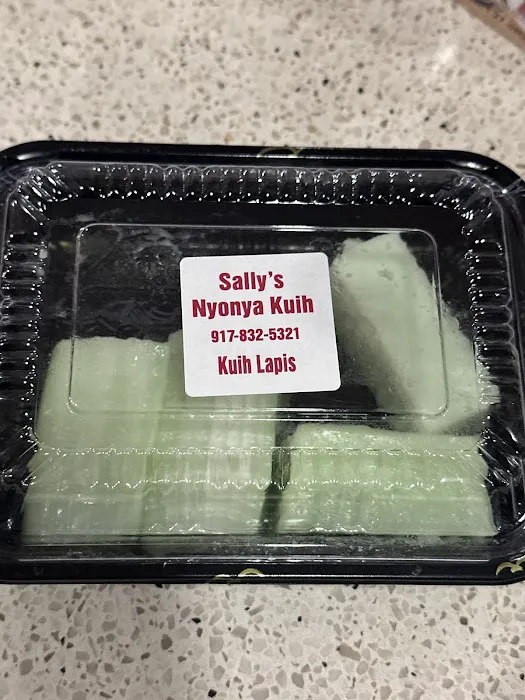 Sally's
Nyonya Kuih
917-832-5321
Kuih Lapis